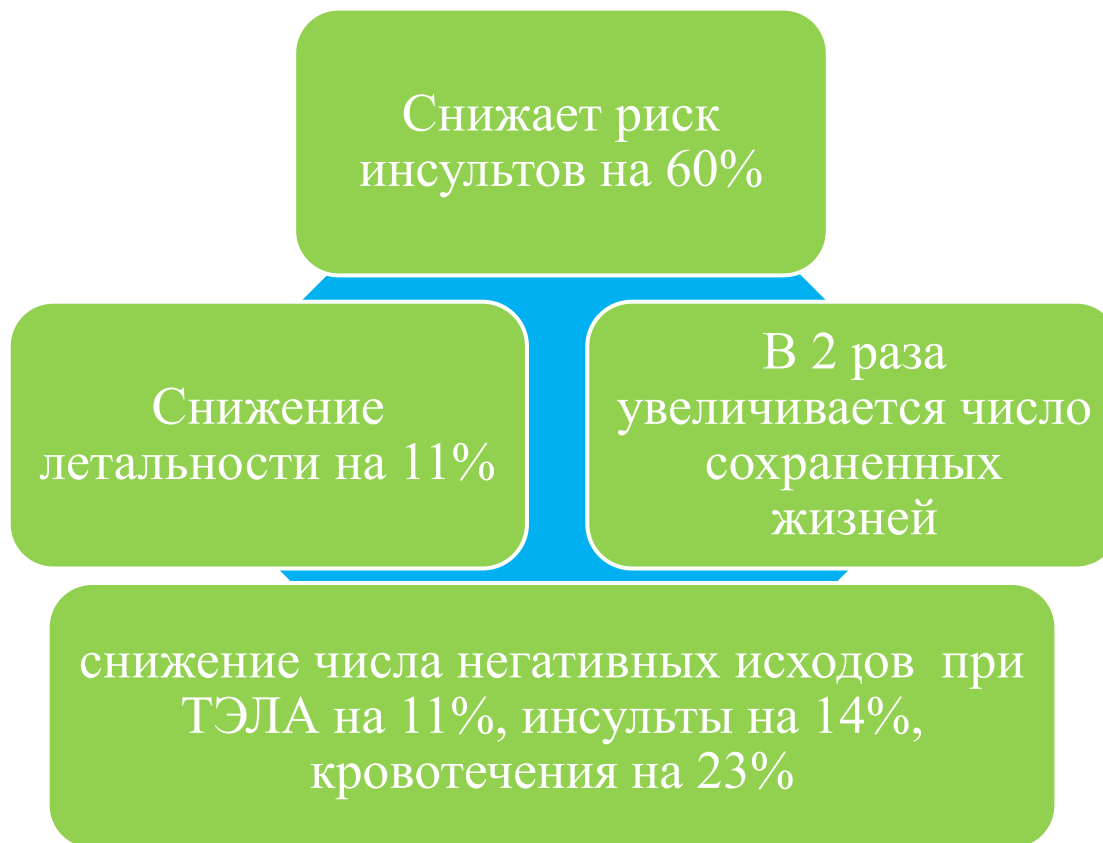 Снижает риск
инсультов на 60%
Снижение
летальности на 11%
В 2 раза
увеличивается число
сохраненных
жизней
снижение числа негативных исходов  при
ТЭЛА на 11%, инсульты на 14%,
кровотечения на 23%